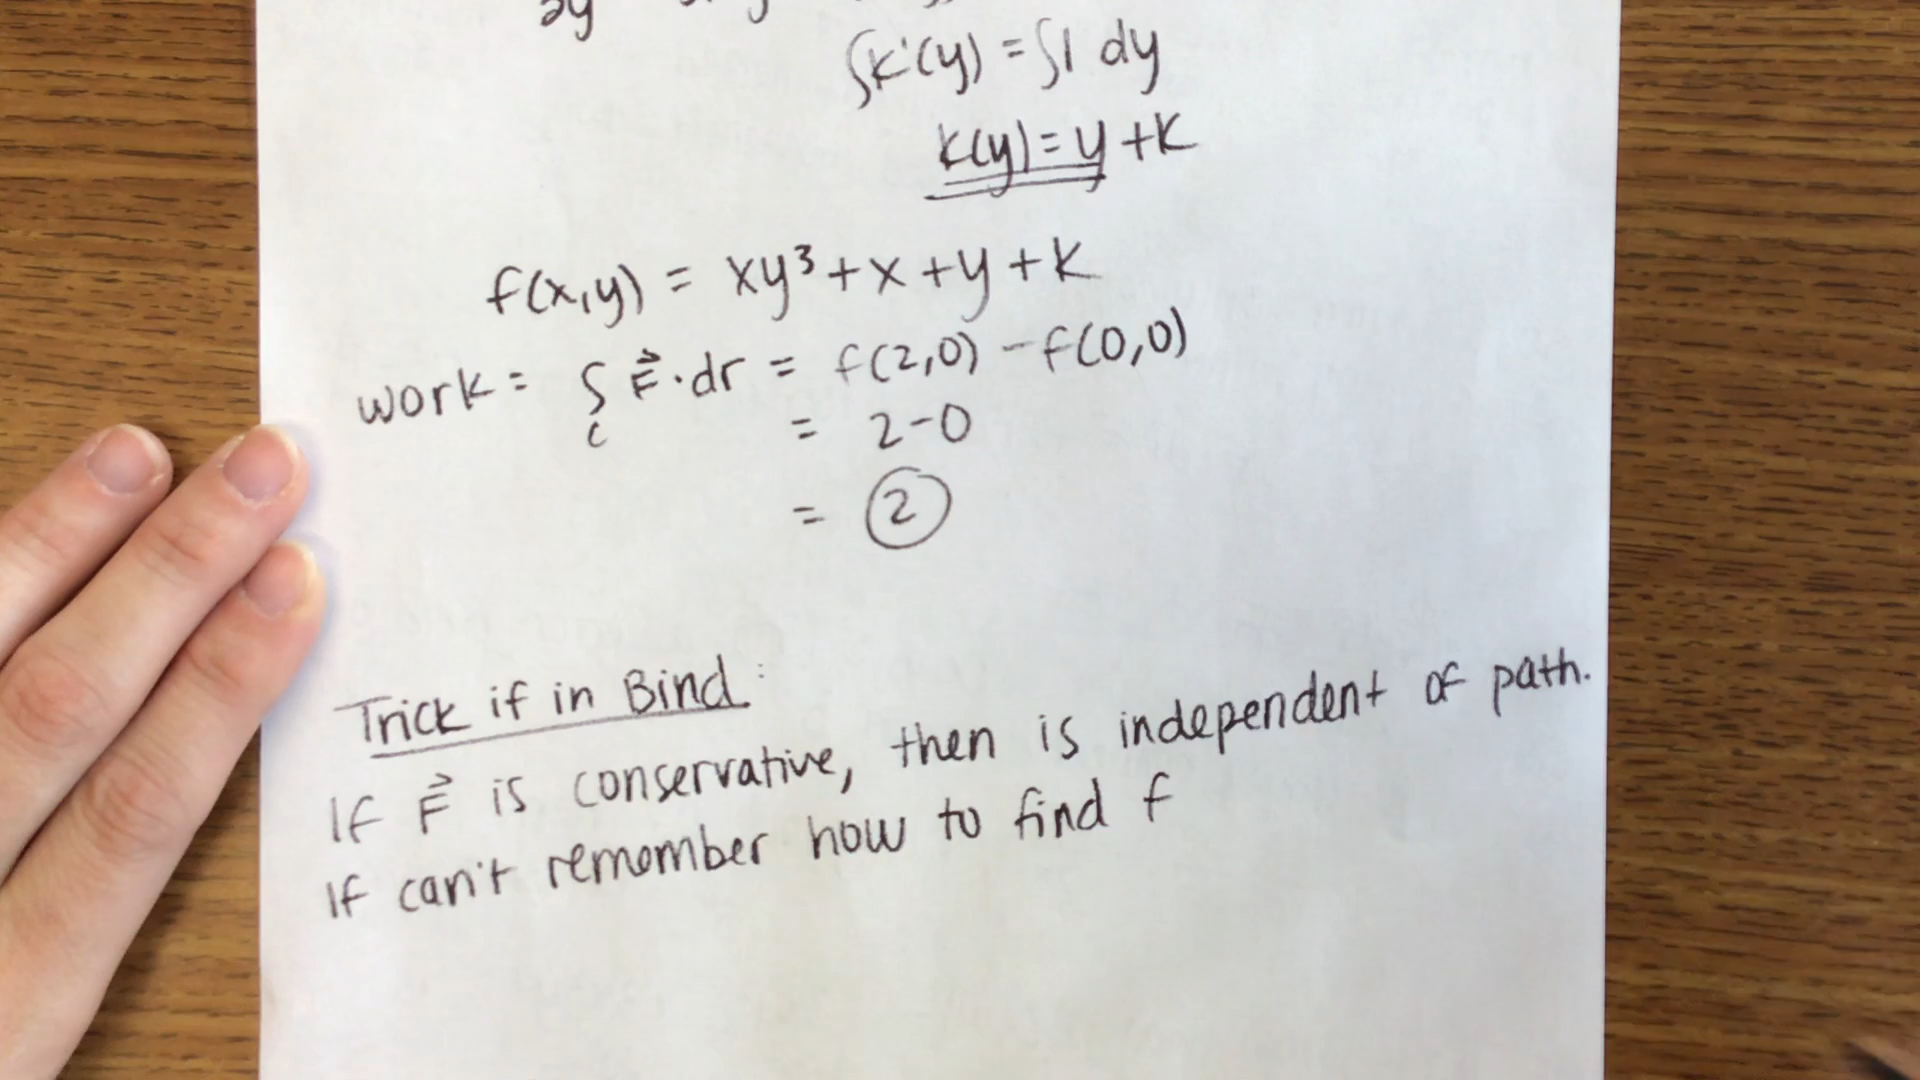 ∂y
∫k'(y) = ∫1 dy
k(y) = y + K
f(x,y) = xy³ + x + y + K
work = ∫ F⃗ · dr = f(2,0) - f(0,0)
c
= 2-0
= 2
Trick if in Bind:
If F⃗ is conservative, then is independent of path.
If can't remember how to find f